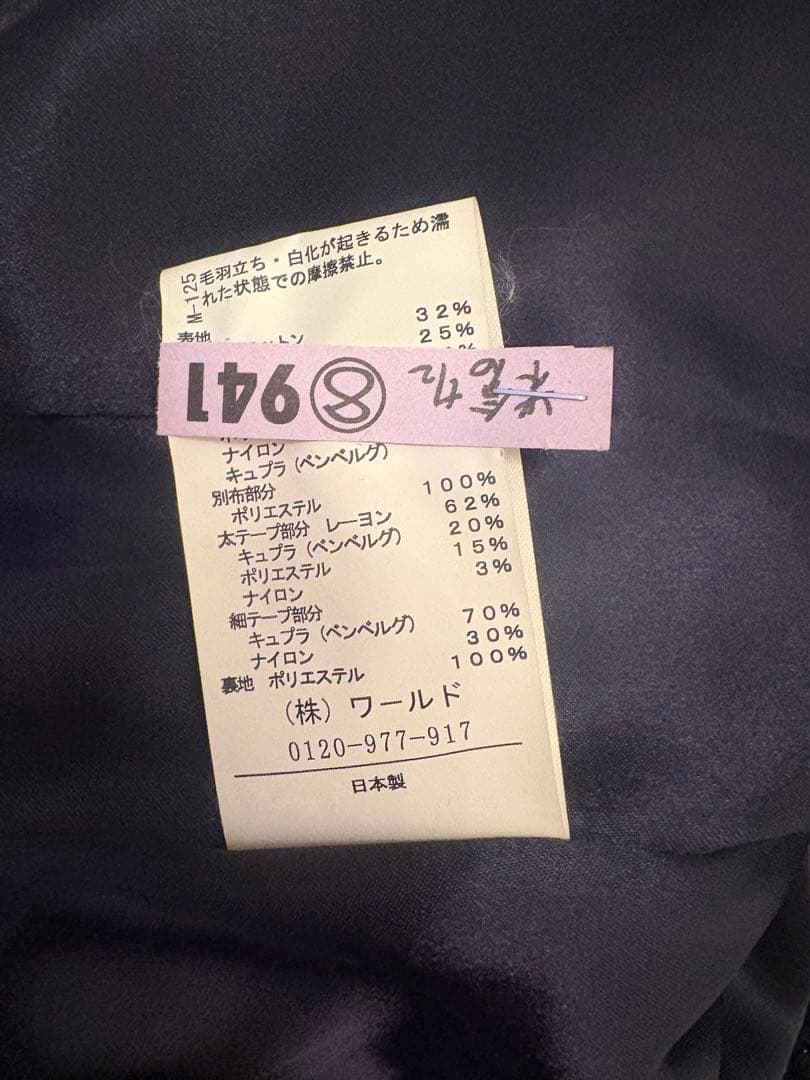 M-125
毛羽立ち・白化が起きるため濡
れた状態での摩擦禁止。
表地 32%
25%
941 ⑧
ナイロン
キュプラ(ベンベルグ)
別布部分
ポリエステル 100%
太テープ部分 レーヨン 62%
キュプラ(ベンベルグ) 20%
ポリエステル 15%
ナイロン 3%
細テープ部分
キュプラ(ベンベルグ) 70%
ナイロン 30%
裏地 ポリエステル 100%
(株)ワールド
0120-977-917
日本製